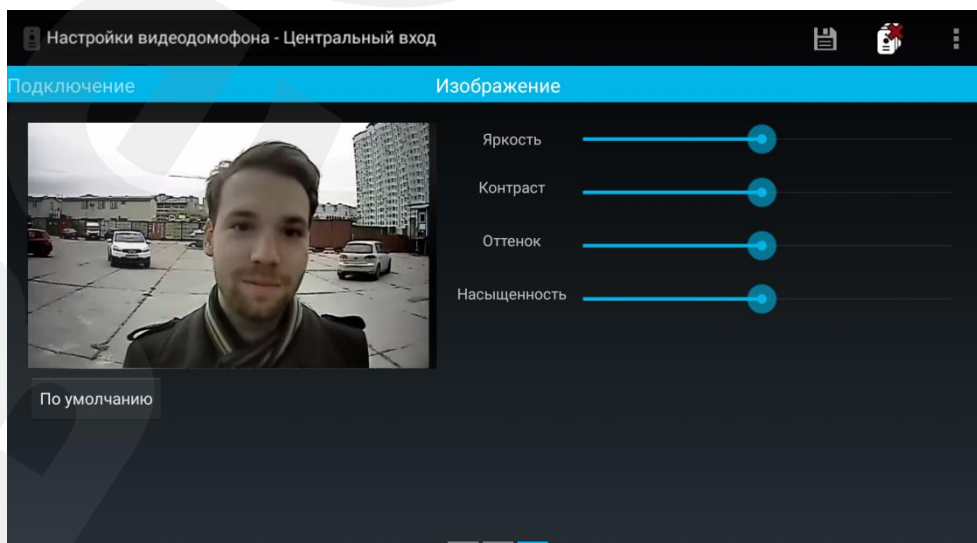 Настройки видеодомофона - Центральный вход
Подключение
Изображение
Яркость
Контраст
Оттенок
Насыщенность
По умолчанию